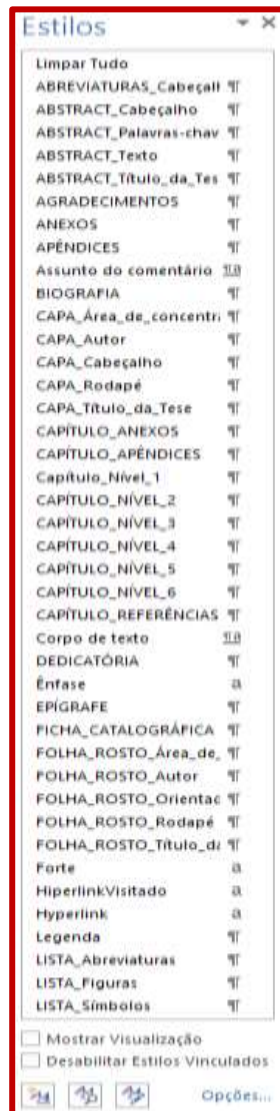 Estilos
Limpar Tudo
ABREVIATURAS_Cabeçall ¶
ABSTRACT_Cabeçalho ¶
ABSTRACT_Palavras-chav ¶
ABSTRACT_Texto ¶
ABSTRACT_Título_da_Tes ¶
AGRADECIMENTOS ¶
ANEXOS ¶
APÊNDICES ¶
Assunto do comentário ¶a
BIOGRAFIA ¶
CAPA_Área_de_concentr: ¶
CAPA_Autor ¶
CAPA_Cabeçalho ¶
CAPA_Rodapé ¶
CAPA_Título_da_Tese ¶
CAPÍTULO_ANEXOS ¶
CAPÍTULO_APÊNDICES ¶
Capítulo_Nível_1 ¶
CAPÍTULO_NÍVEL_2 ¶
CAPÍTULO_NÍVEL_3 ¶
CAPÍTULO_NÍVEL_4 ¶
CAPÍTULO_NÍVEL_5 ¶
CAPÍTULO_NÍVEL_6 ¶
CAPÍTULO_REFERÊNCIAS ¶
Corpo de texto ¶a
DEDICATÓRIA ¶
Ênfase a
EPÍGRAFE ¶
FICHA_CATALOGRÁFICA ¶
FOLHA_ROSTO_Área_de_ ¶
FOLHA_ROSTO_Autor ¶
FOLHA_ROSTO_Orientac ¶
FOLHA_ROSTO_Rodapé ¶
FOLHA_ROSTO_Título_da ¶
Forte a
HiperlinkVisitado a
Hyperlink a
Legenda ¶
LISTA_Abreviaturas ¶
LISTA_Figuras ¶
LISTA_Símbolos ¶
Mostrar Visualização
Desabilitar Estilos Vinculados
Opções...